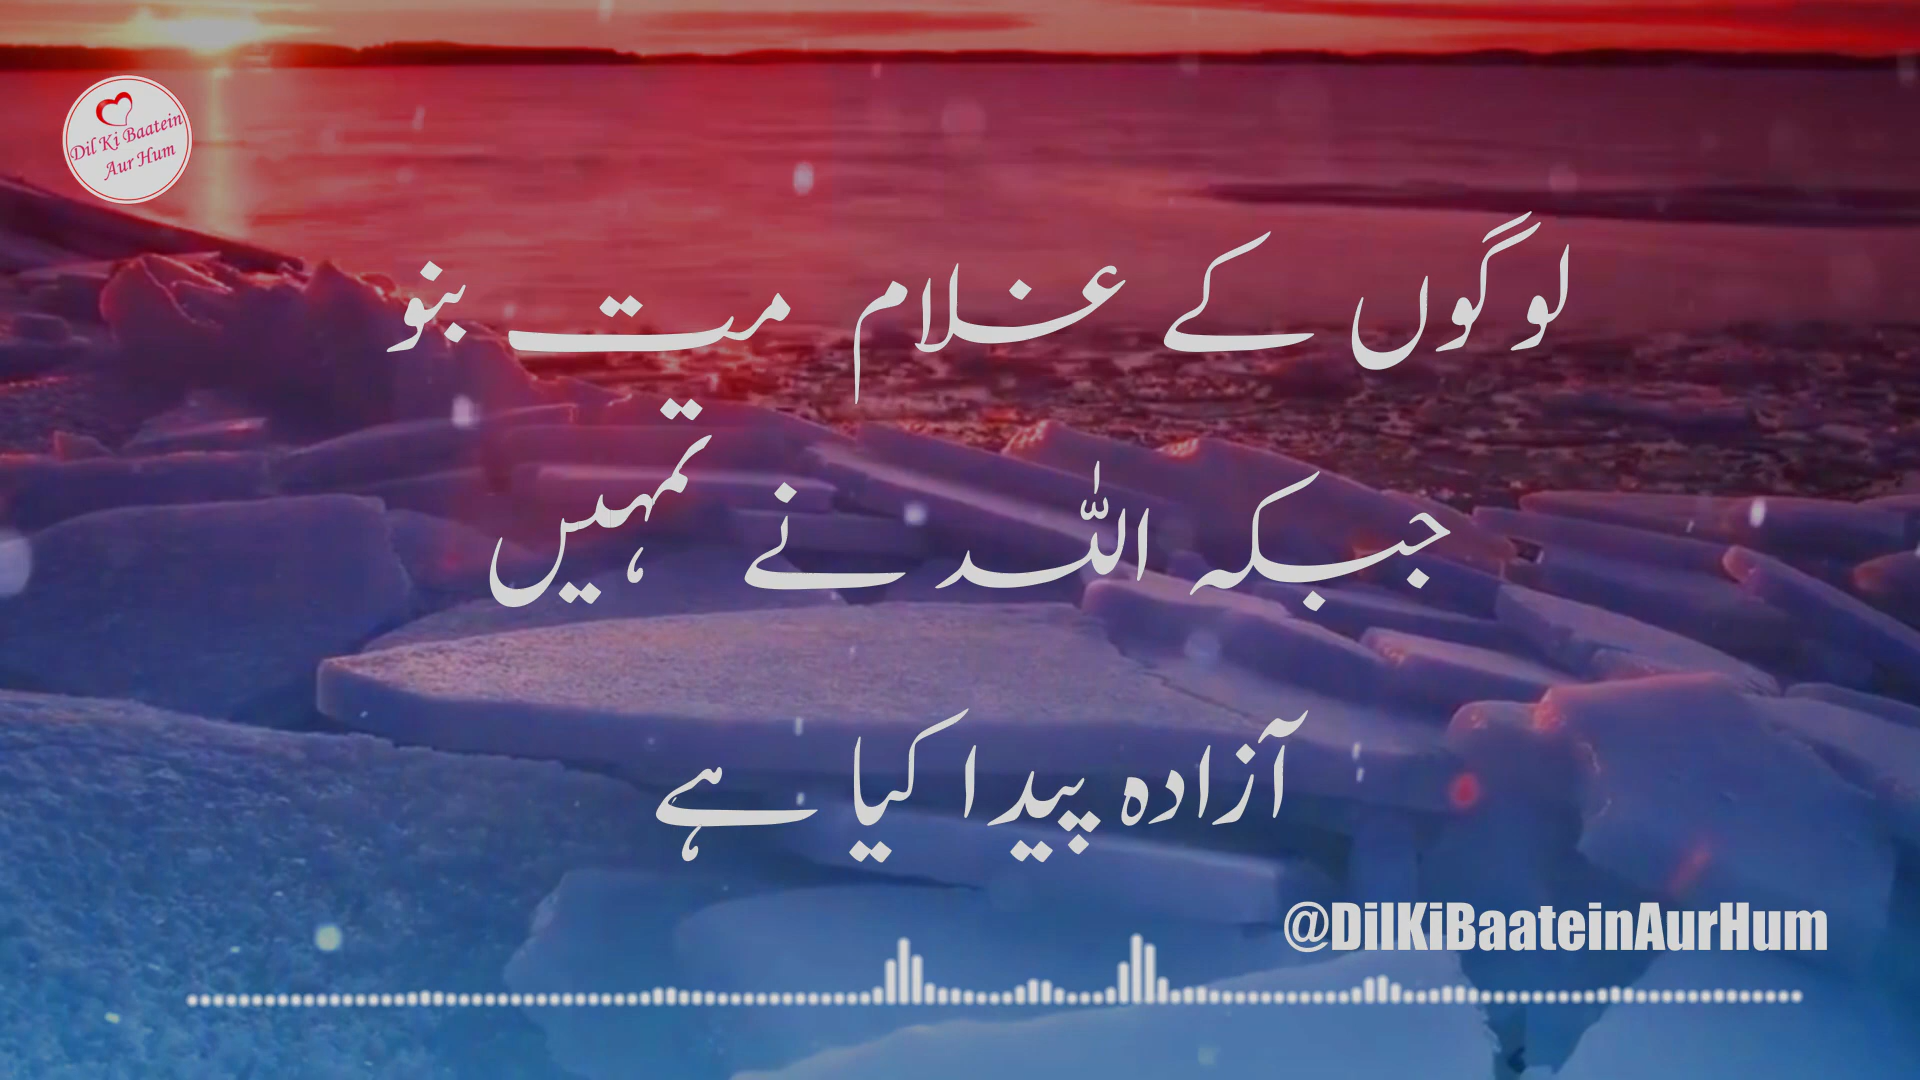 Dil Ki Baatein
Aur Hum
لوگوں کے غلام مت بنو
جبکہ اللہ نے تمہیں
آزادہ پیدا کیا ہے
@DilKiBaateinAurHum